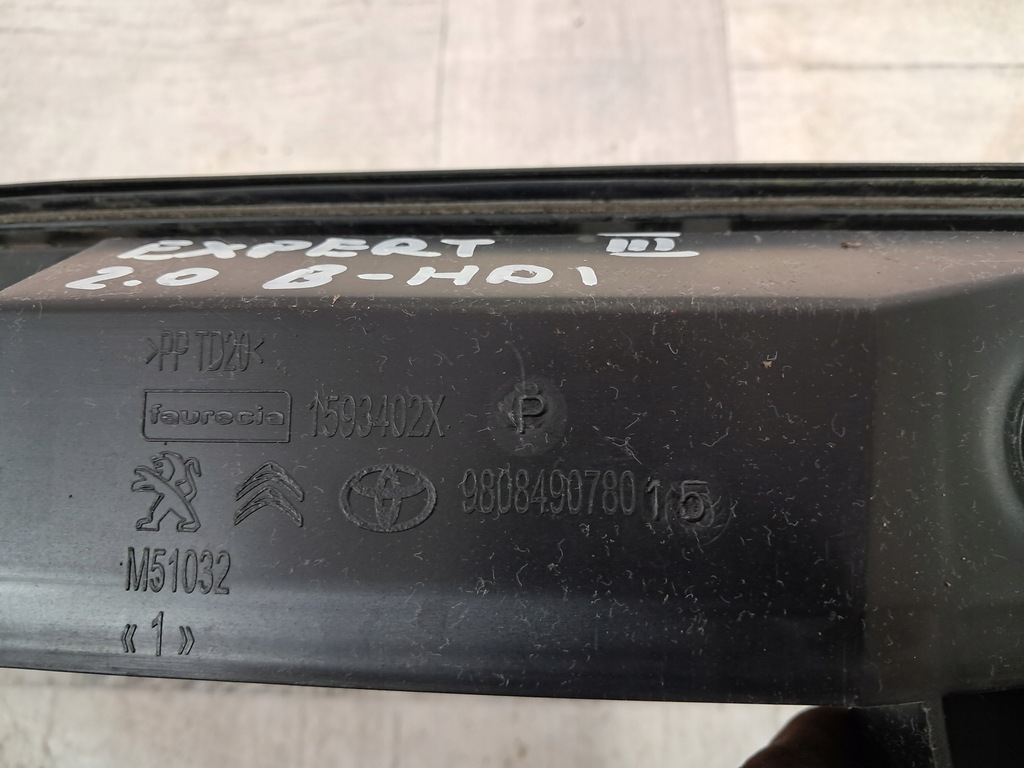 EXPERT III
2.0 B-HDI
>PP TD20<
faurecia 1593402X P
9808490780 15
M51032
« 1 »